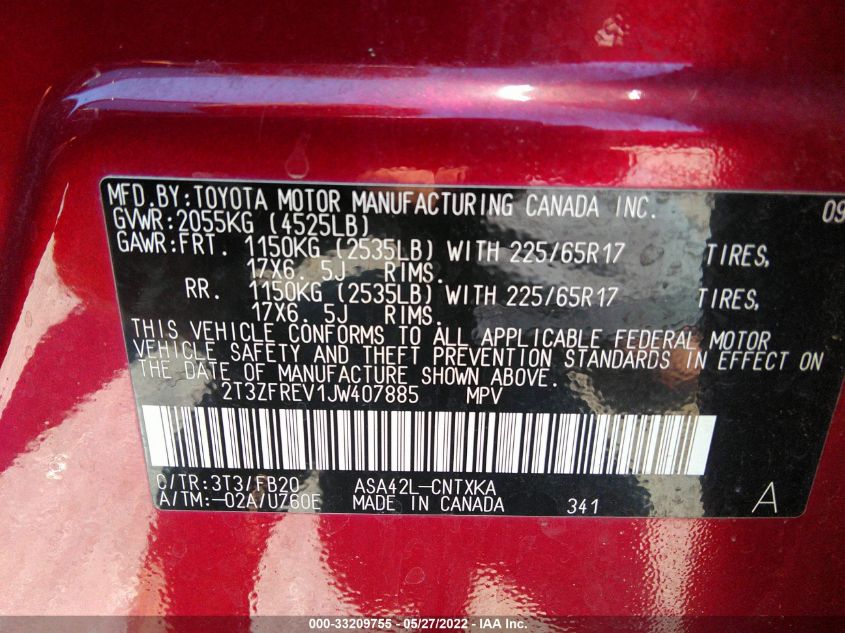 MFD.BY:TOYOTA MOTOR MANUFACTURING CANADA INC. 09
GVWR:2055KG (4525LB)
GAWR:FRT. 1150KG (2535LB) WITH 225/65R17 TIRES,
17X6. 5J RIMS.
RR. 1150KG (2535LB) WITH 225/65R17 TIRES,
17X6. 5J RIMS.
THIS VEHICLE CONFORMS TO ALL APPLICABLE FEDERAL MOTOR
VEHICLE SAFETY AND THEFT PREVENTION STANDARDS IN EFFECT ON
THE DATE OF MANUFACTURE SHOWN ABOVE.
2T3ZFREV1JW407885 MPV
C/TR:3T3/FB20 ASA42L-CNTXKA
A/TM:-02A/U760E MADE IN CANADA 341 A
000-33209755 - 05/27/2022 - IAA Inc.